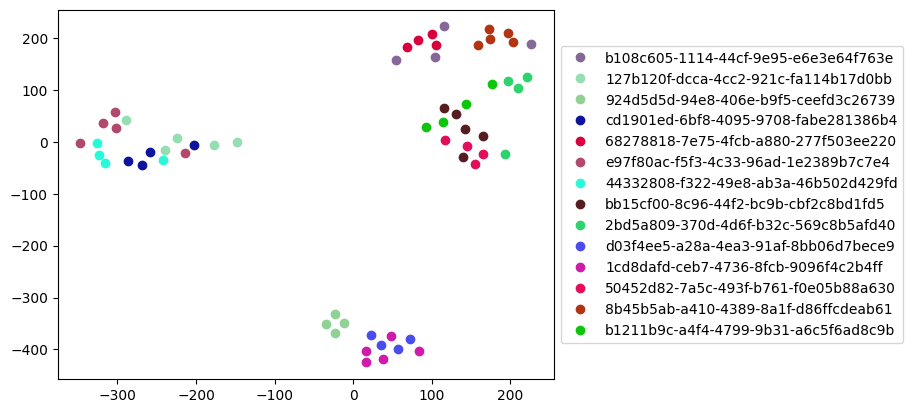 200
100
0
−100
−200
−300
−400
−300
−200
−100
0
100
200
b108c605-1114-44cf-9e95-e6e3e64f763e
127b120f-dcca-4cc2-921c-fa114b17d0bb
924d5d5d-94e8-406e-b9f5-ceefd3c26739
cd1901ed-6bf8-4095-9708-fabe281386b4
68278818-7e75-4fcb-a880-277f503ee220
e97f80ac-f5f3-4c33-96ad-1e2389b7c7e4
44332808-f322-49e8-ab3a-46b502d429fd
bb15cf00-8c96-44f2-bc9b-cbf2c8bd1fd5
2bd5a809-370d-4d6f-b32c-569c8b5afd40
d03f4ee5-a28a-4ea3-91af-8bb06d7bece9
1cd8dafd-ceb7-4736-8fcb-9096f4c2b4ff
50452d82-7a5c-493f-b761-f0e05b88a630
8b45b5ab-a410-4389-8a1f-d86ffcdeab61
b1211b9c-a4f4-4799-9b31-a6c5f6ad8c9b